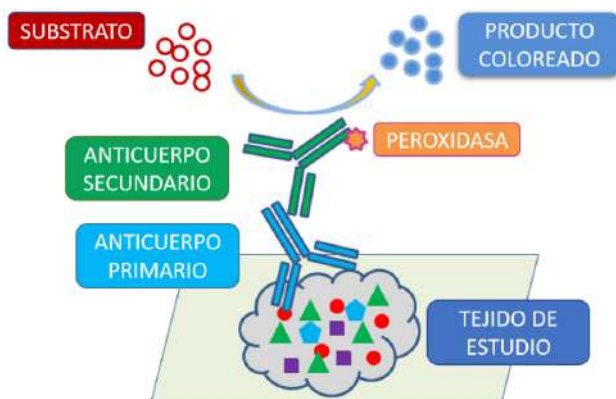 SUBSTRATO
PRODUCTO
COLOREADO
PEROXIDASA
ANTICUERPO
SECUNDARIO
ANTICUERPO
PRIMARIO
TEJIDO DE
ESTUDIO